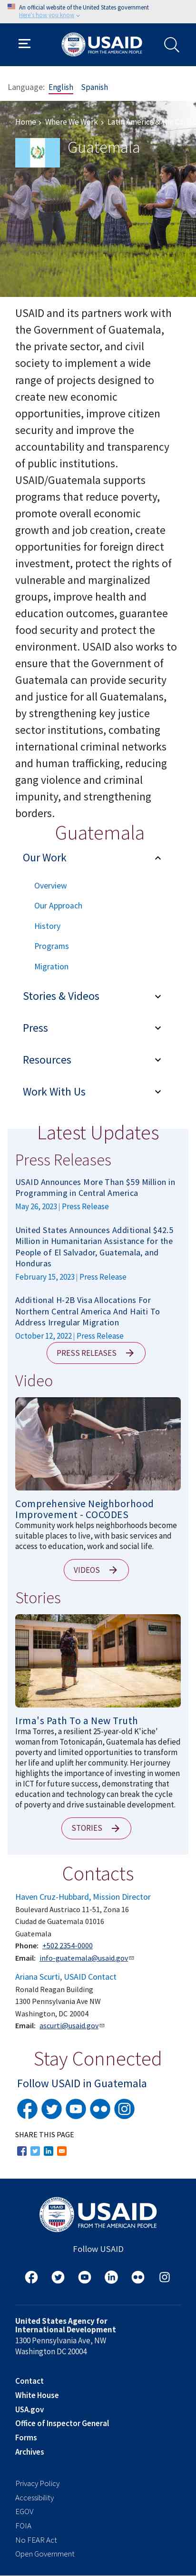 An official website of the United States government
Here's how you know
USAID
FROM THE AMERICAN PEOPLE
Language: English Spanish
Home > Where We Work > Latin America &
Guatemala
USAID and its partners work with
the Government of Guatemala,
the private sector, and civil
society to implement a wide
range of projects designed to
create new economic
opportunities, improve citizen
security and improve the
accountability and transparency
of public institutions.
USAID/Guatemala supports
programs that reduce poverty,
promote overall economic
growth and job creation, create
opportunities for foreign direct
investment, protect the rights of
vulnerable and marginalized
groups, improve health and
education outcomes, guarantee
food security and protect the
environment. USAID also works to
ensure that the Government of
Guatemala can provide security
and justice for all Guatemalans,
by strengthening key justice
sector institutions, combating
international criminal networks
and human trafficking, reducing
gang violence and criminal
impunity, and strengthening
borders.
Guatemala
Our Work
Overview
Our Approach
History
Programs
Migration
Stories & Videos
Press
Resources
Work With Us
Latest Updates
Press Releases
USAID Announces More Than $59 Million in
Programming in Central America
May 26, 2023 | Press Release
United States Announces Additional $42.5
Million in Humanitarian Assistance for the
People of El Salvador, Guatemala, and
Honduras
February 15, 2023 | Press Release
Additional H-2B Visa Allocations For
Northern Central America And Haiti To
Address Irregular Migration
October 12, 2022 | Press Release
PRESS RELEASES
Video
Comprehensive Neighborhood
Improvement - COCODES
Community work helps neighborhoods become
suitable places to live, with basic services and
access to education, work and social life.
VIDEOS
Stories
Irma's Path To a New Truth
Irma Torres, a resilient 25-year-old K'iche'
woman from Totonicapán, Guatemala, has defied
the impact of potential opportunities to transform
her life and uplift her community. Her journey
highlights the importance of investment in women
in ICT for future success, demonstrating that
education and technology can break the cycle of
poverty and drive sustainable development.
STORIES
Contacts
Haven Cruz-Hubbard, Mission Director
Boulevard Austriaco 11-51, Zona 16
Ciudad de Guatemala 01016
Guatemala
Phone: +502 2354-0000
Email: info-guatemala@usaid.gov
Ariana Scurti, USAID Contact
Ronald Reagan Building
1300 Pennsylvania Ave NW
Washington, DC 20004
Email: ascurti@usaid.gov
Stay Connected
Follow USAID in Guatemala
SHARE THIS PAGE
USAID
FROM THE AMERICAN PEOPLE
Follow USAID
United States Agency for
International Development
1300 Pennsylvania Ave, NW
Washington DC 20004
Contact
White House
USA.gov
Office of Inspector General
Forms
Archives
Privacy Policy
Accessibility
EGOV
FOIA
No FEAR Act
Open Government